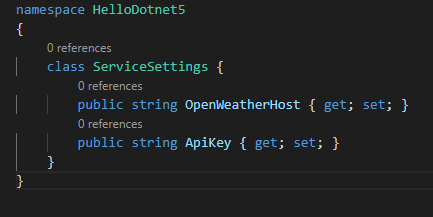 namespace HelloDotnet5
{
0 references
class ServiceSettings {
0 references
public string OpenWeatherHost { get; set; }
0 references
public string ApiKey { get; set; }
}
}